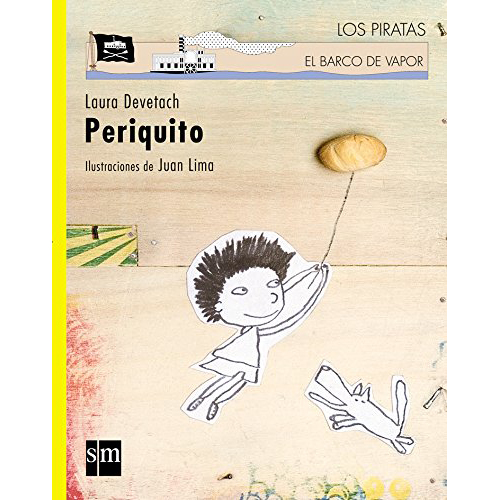 LOS PIRATAS
EL BARCO DE VAPOR
Laura Devetach
Periquito
Ilustraciones de Juan Lima
sm